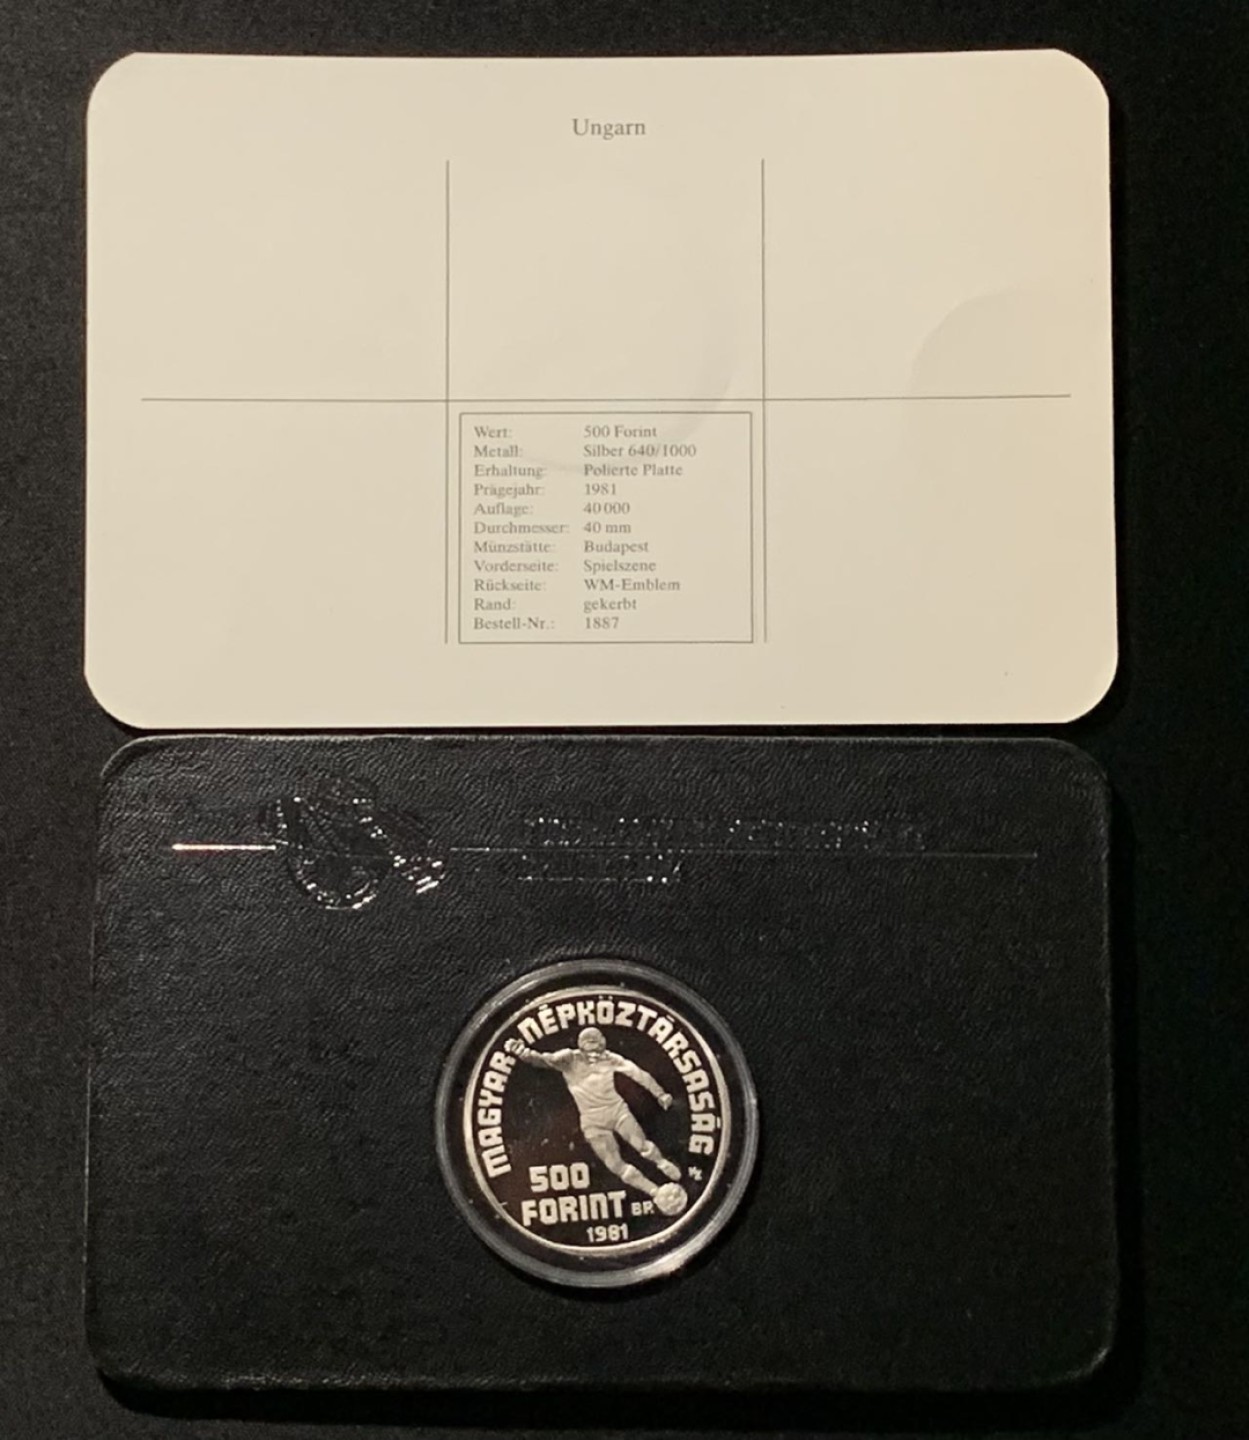 Ungarn
Wert: 500 Forint
Metall: Silber 640/1000
Erhaltung: Polierte Platte
Prägejahr: 1981
Auflage: 40 000
Durchmesser: 40 mm
Münzstätte: Budapest
Vorderseite: Spielszene
Rückseite: WM-Emblem
Rand: gekerbt
Bestell-Nr.: 1887
MAGYAR NÉPKÖZTÁRSASÁG
500
FORINT BP.
1981